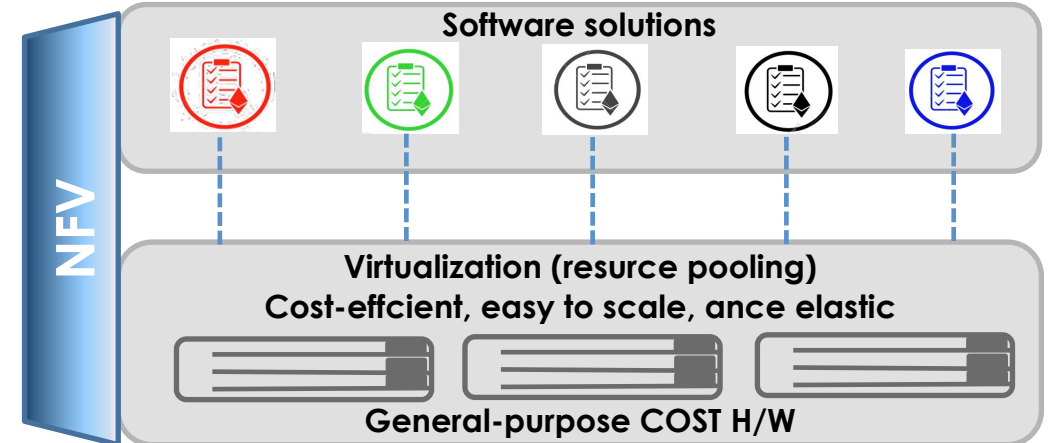 Software solutions
NFV
Virtualization (resurce pooling)
Cost-effcient, easy to scale, ance elastic
General-purpose COST H/W